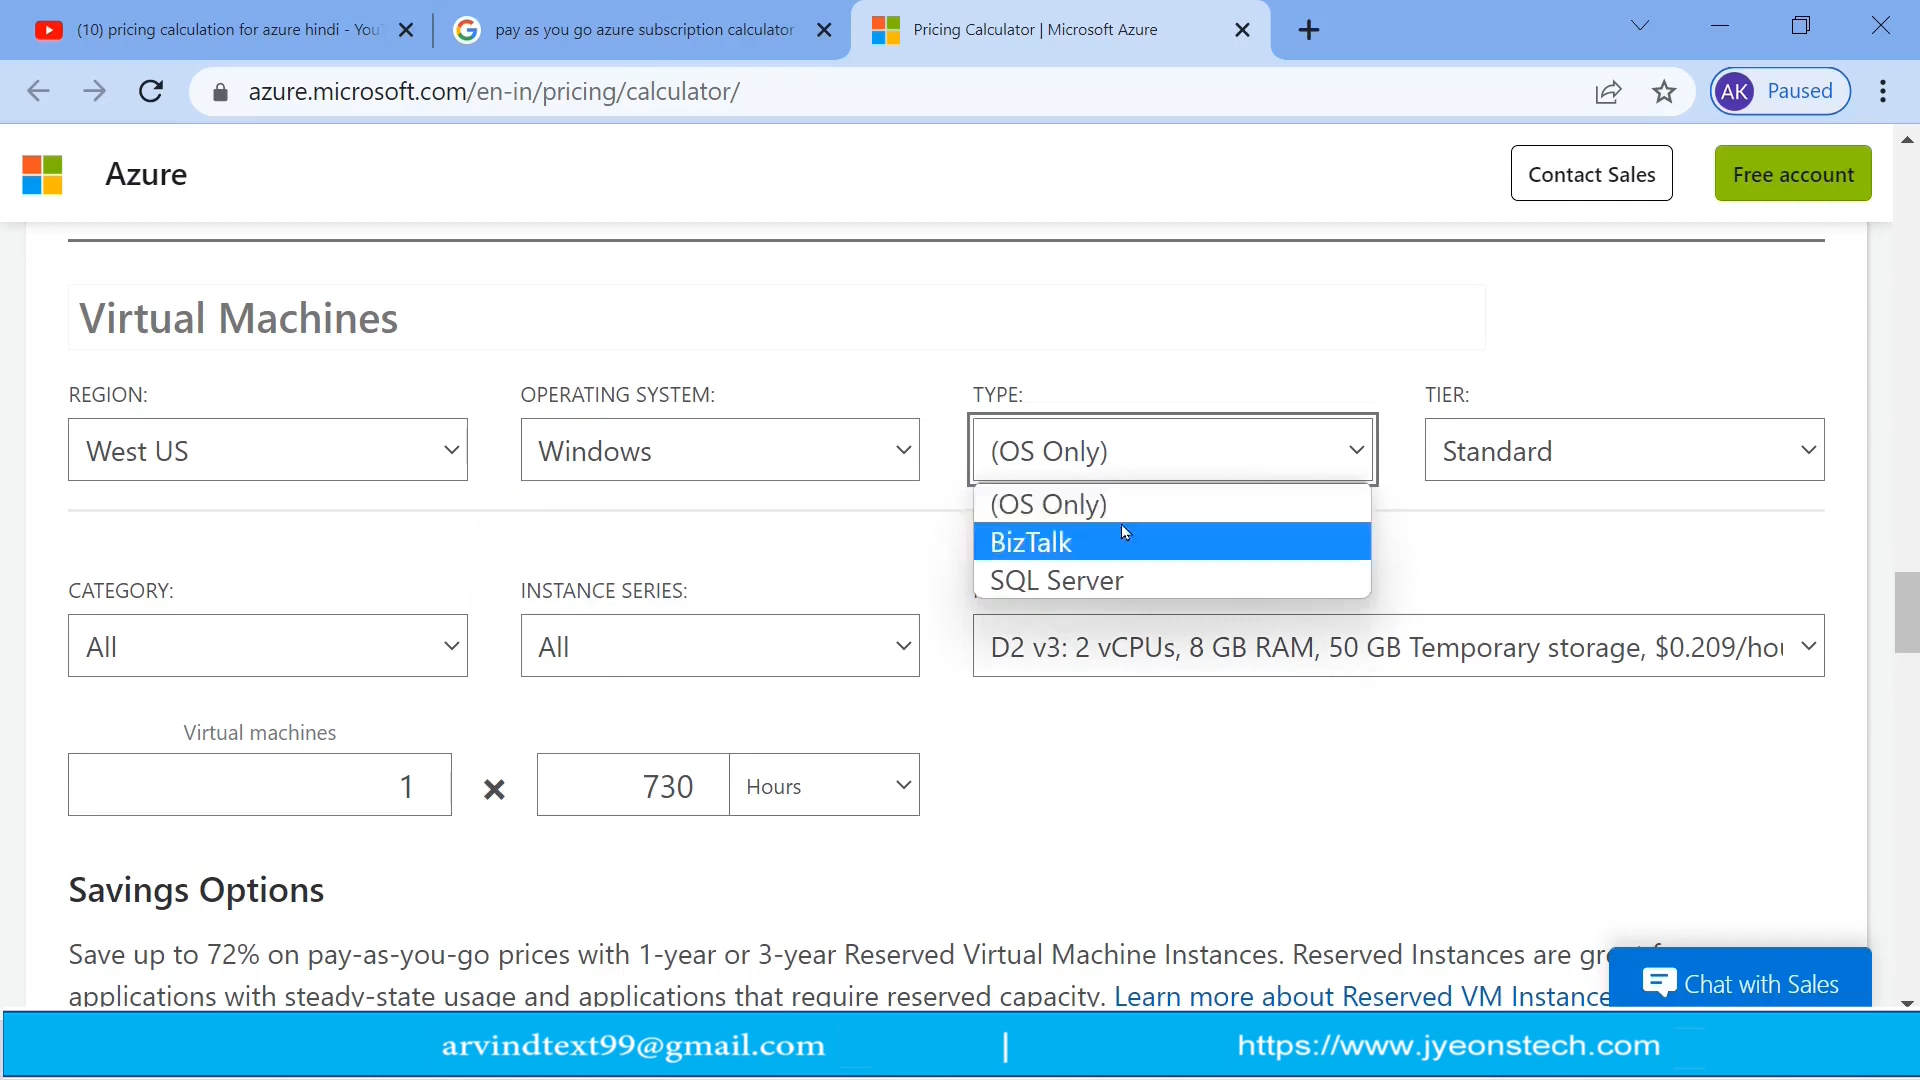 (10) pricing calculation for azure hindi - You
pay as you go azure subscription calculator
Pricing Calculator | Microsoft Azure
azure.microsoft.com/en-in/pricing/calculator/
AK
Paused
Azure
Contact Sales
Free account
Virtual Machines
REGION:
OPERATING SYSTEM:
TYPE:
TIER:
West US
Windows
(OS Only)
Standard
(OS Only)
BizTalk
SQL Server
CATEGORY:
INSTANCE SERIES:
All
All
D2 v3: 2 vCPUs, 8 GB RAM, 50 GB Temporary storage, $0.209/hou
Virtual machines
1
730
Hours
Savings Options
Save up to 72% on pay-as-you-go prices with 1-year or 3-year Reserved Virtual Machine Instances. Reserved Instances are
applications with steady-state usage and applications that require reserved capacity. Learn more about Reserved VM Instance
Chat with Sales
arvindtext99@gmail.com | https://www.jyeonstech.com